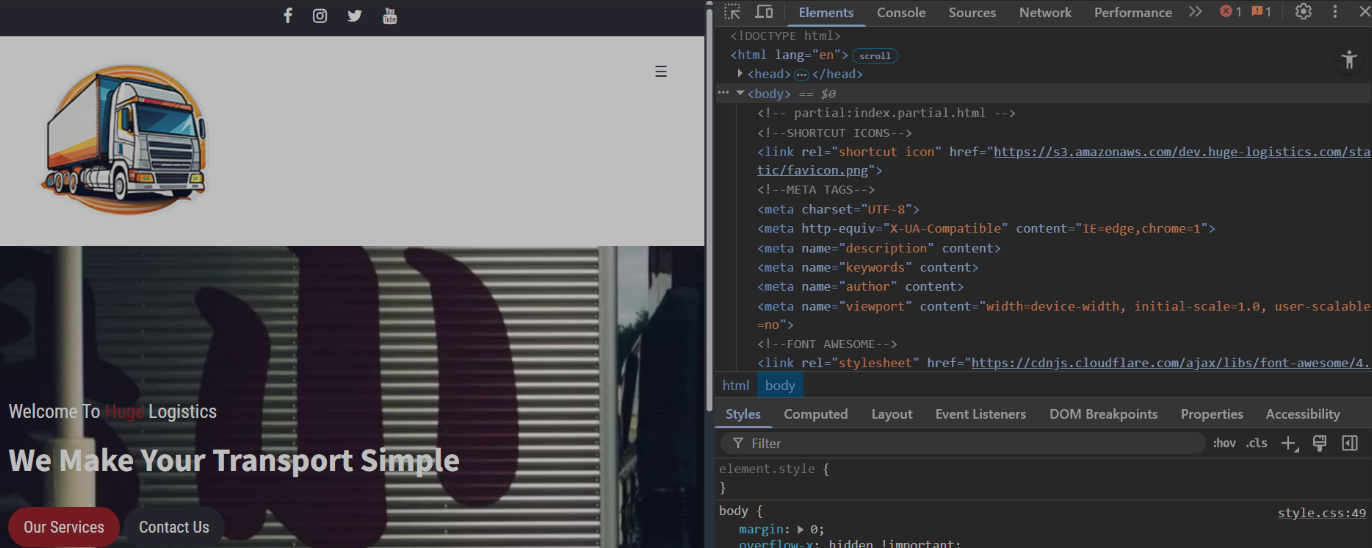 Welcome To Huge Logistics
We Make Your Transport Simple
Our Services
Contact Us
Elements
Console
Sources
Network
Performance
1
1
<!DOCTYPE html>
<html lang="en">
scroll
<head>
</head>
<body> == $0
<!-- partial:index.partial.html -->
<!--SHORTCUT ICONS-->
<link rel="shortcut icon" href="https://s3.amazonaws.com/dev.huge-logistics.com/sta
tic/favicon.png">
<!--META TAGS-->
<meta charset="UTF-8">
<meta http-equiv="X-UA-Compatible" content="IE=edge,chrome=1">
<meta name="description" content>
<meta name="keywords" content>
<meta name="author" content>
<meta name="viewport" content="width=device-width, initial-scale=1.0, user-scalable
=no">
<!--FONT AWESOME-->
<link rel="stylesheet" href="https://cdnjs.cloudflare.com/ajax/libs/font-awesome/4.
html
body
Styles
Computed
Layout
Event Listeners
DOM Breakpoints
Properties
Accessibility
Filter
:hov
.cls
element.style {
}
body {
style.css:49
margin: 0;
overflow-x: hidden !important;